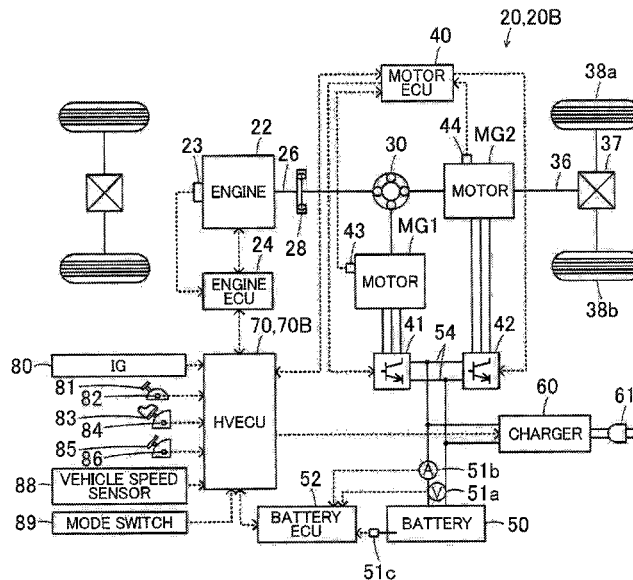 20,20B
40
MOTOR
ECU
38a
22
23
26
30
44
MG2
37
36
ENGINE
MOTOR
28
MG1
24
43
ENGINE
ECU
MOTOR
38b
70,70B
41
54
42
80
IG
81
82
83
84
85
86
HVECU
60
61
CHARGER
88
VEHICLE SPEED
SENSOR
52
A
51b
V
51a
89
MODE SWITCH
BATTERY
ECU
BATTERY
50
51c